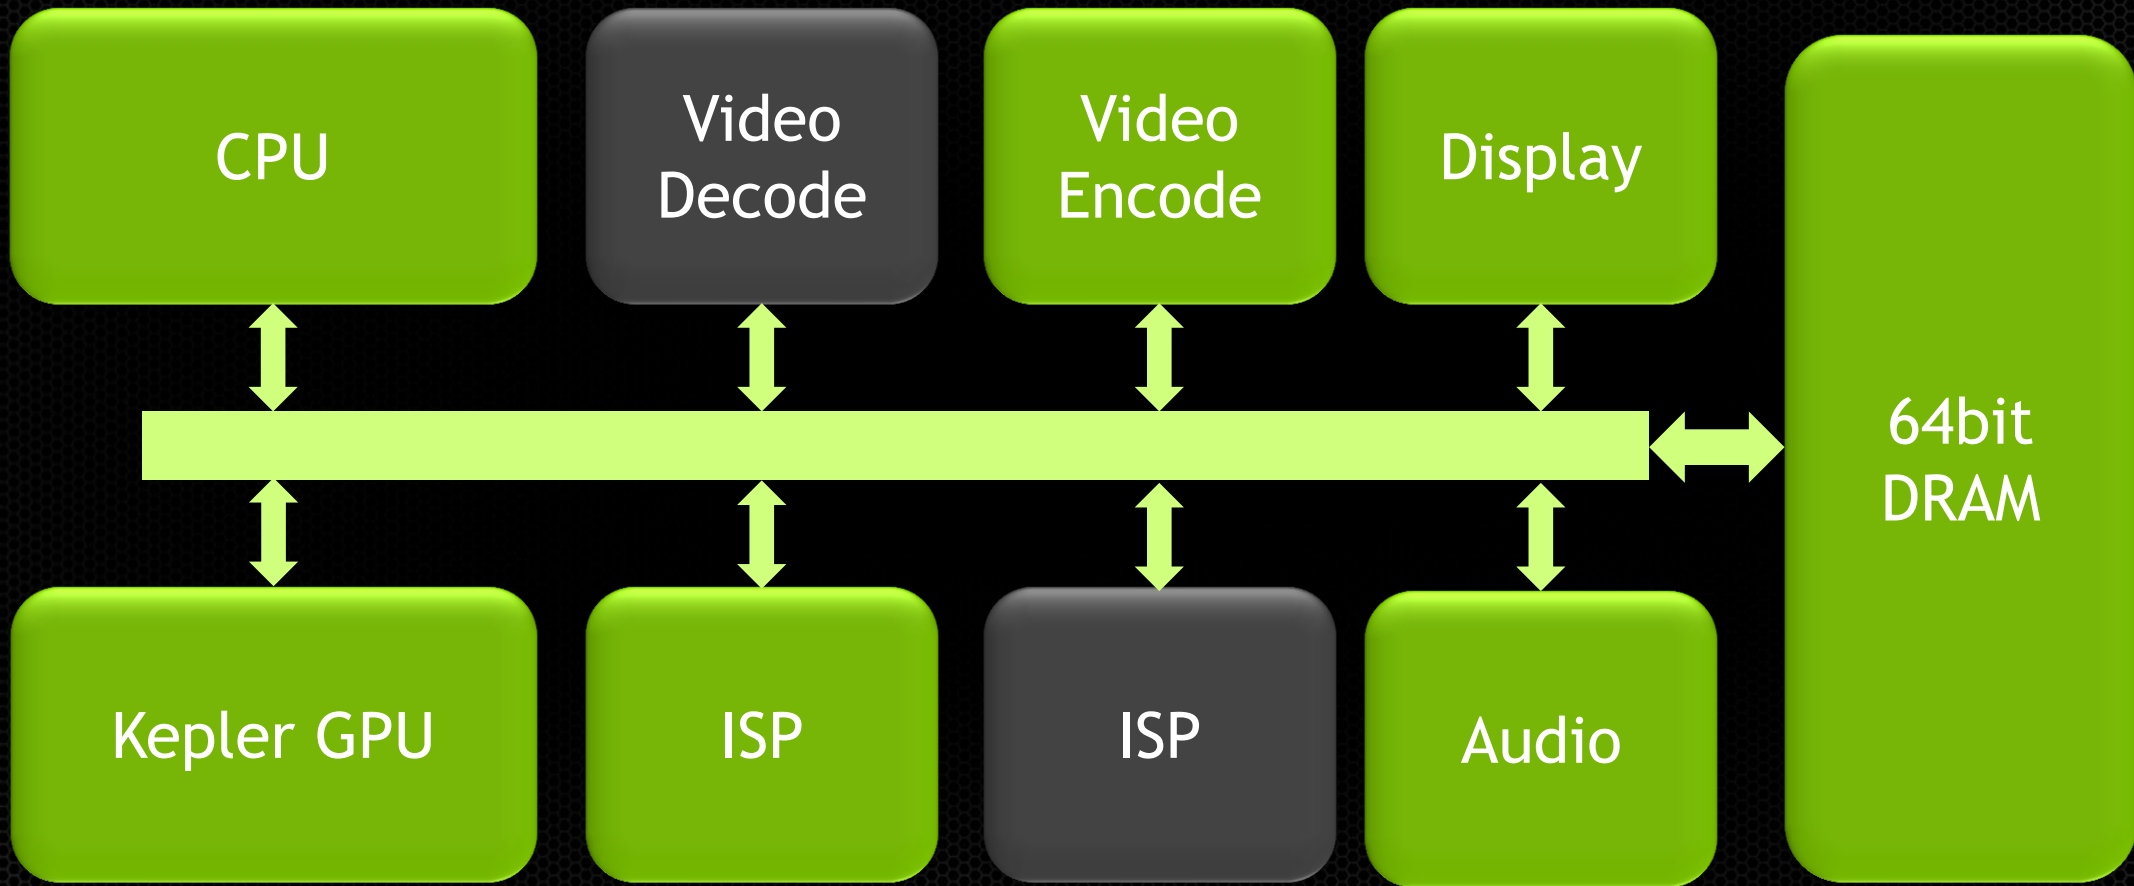 CPU
Video
Decode
Video
Encode
Display
64bit
DRAM
Kepler GPU
ISP
ISP
Audio